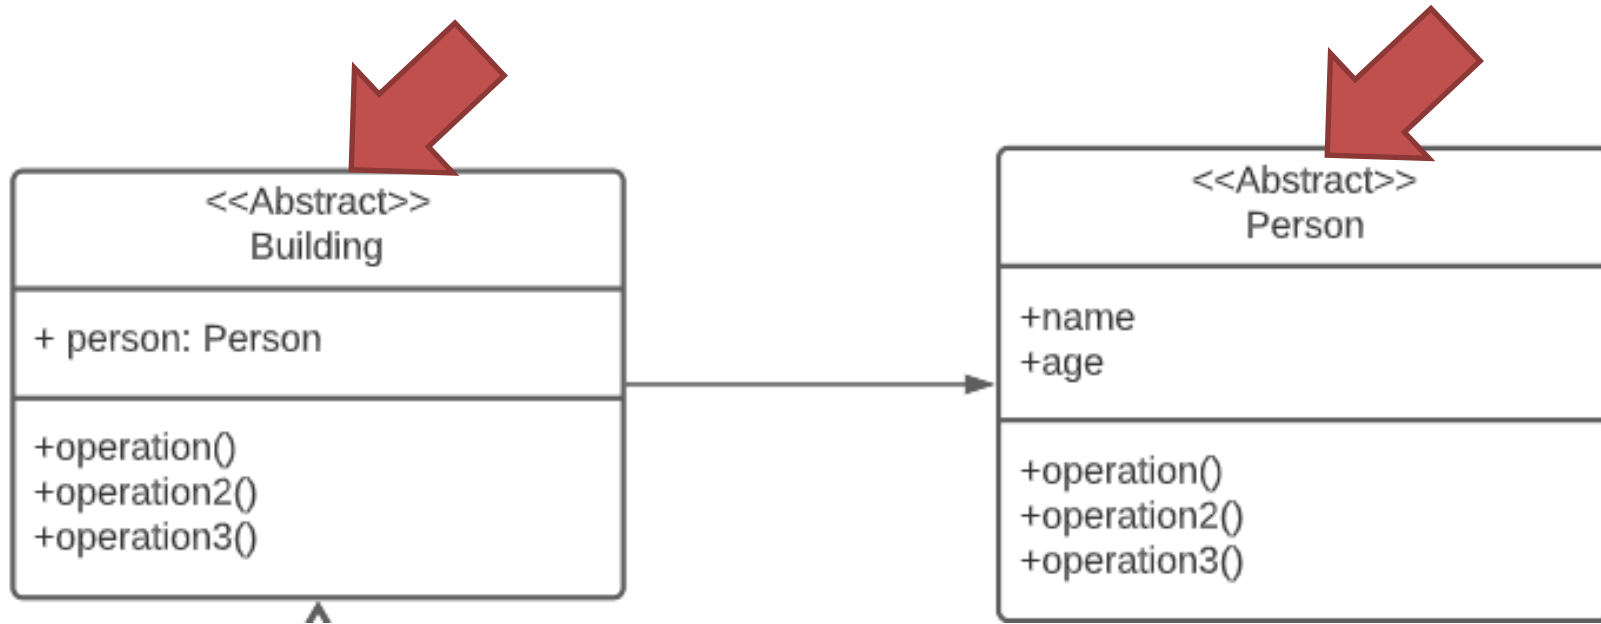 <<Abstract>>
Building
+ person: Person
+operation()
+operation2()
+operation3()
<<Abstract>>
Person
+name
+age
+operation()
+operation2()
+operation3()